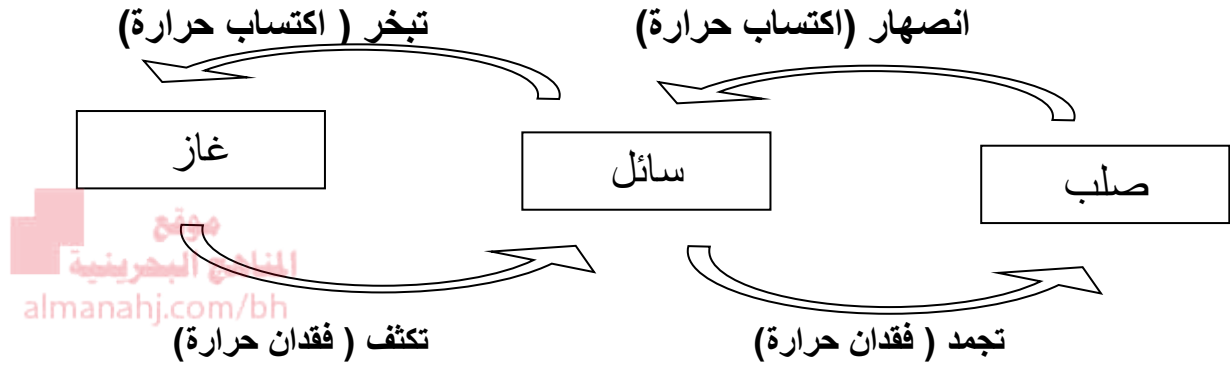 انصهار (اكتساب حرارة)
تبخر ( اكتساب حرارة)
صلب
سائل
غاز
موقع
المناهج البحرينية
almanahj.com/bh
تجمد ( فقدان حرارة)
تكثف ( فقدان حرارة)